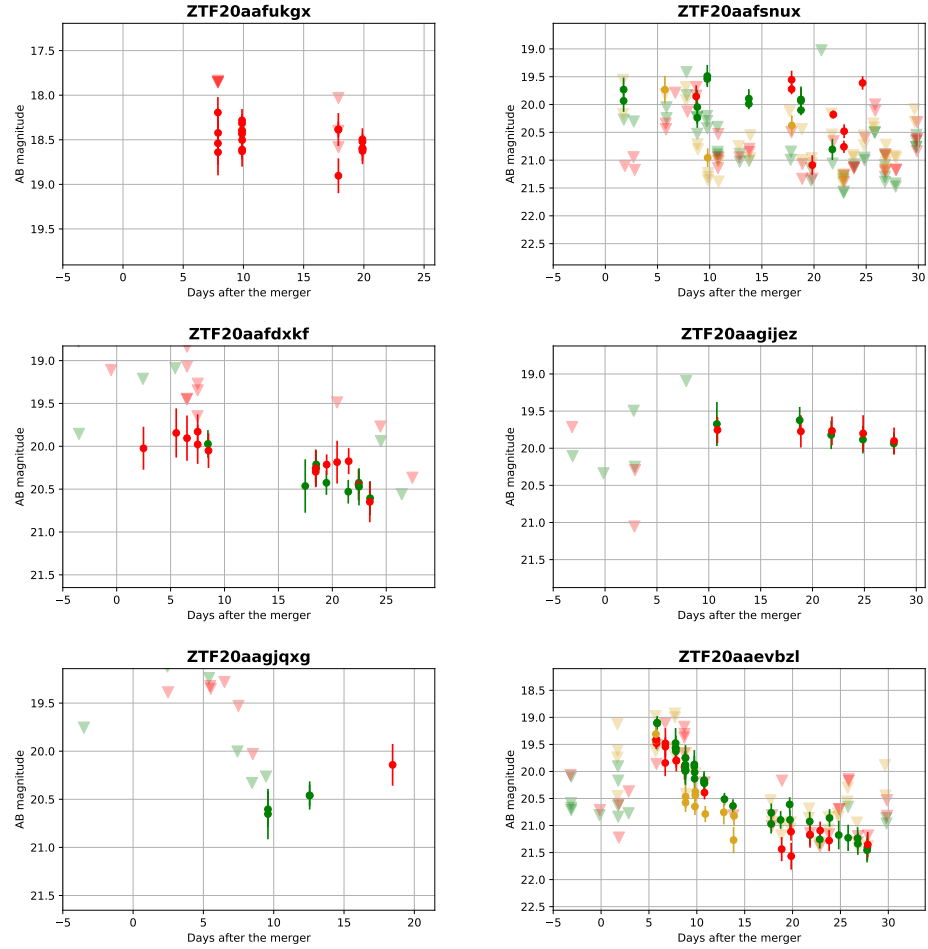 ZTF20aafukgx
17.5
18.0
18.5
19.0
19.5
AB magnitude
−5 0 5 10 15 20 25
Days after the merger
ZTF20aafsnux
19.0
19.5
20.0
20.5
21.0
21.5
22.0
22.5
AB magnitude
−5 0 5 10 15 20 25 30
Days after the merger
ZTF20aafdxkf
19.0
19.5
20.0
20.5
21.0
21.5
AB magnitude
−5 0 5 10 15 20 25
Days after the merger
ZTF20aagijez
19.0
19.5
20.0
20.5
21.0
21.5
AB magnitude
−5 0 5 10 15 20 25 30
Days after the merger
ZTF20aagjqxg
19.5
20.0
20.5
21.0
21.5
AB magnitude
−5 0 5 10 15 20
Days after the merger
ZTF20aaevbzl
18.5
19.0
19.5
20.0
20.5
21.0
21.5
22.0
22.5
AB magnitude
−5 0 5 10 15 20 25 30
Days after the merger